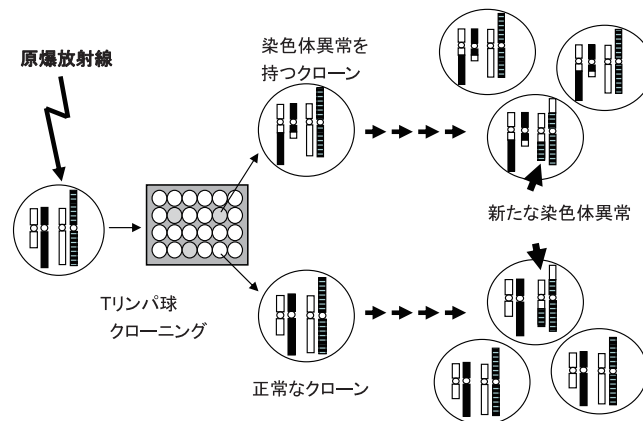 原爆放射線
染色体異常を
持つクローン
Tリンパ球
クローニング
新たな染色体異常
正常なクローン